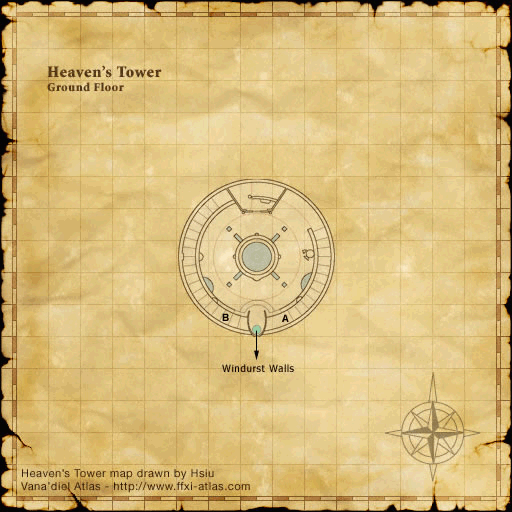 Heaven's Tower
Ground Floor
B
A
Windurst Walls
Heaven's Tower map drawn by Hsiu
Vana'diel Atlas - http://www.ffxi-atlas.com